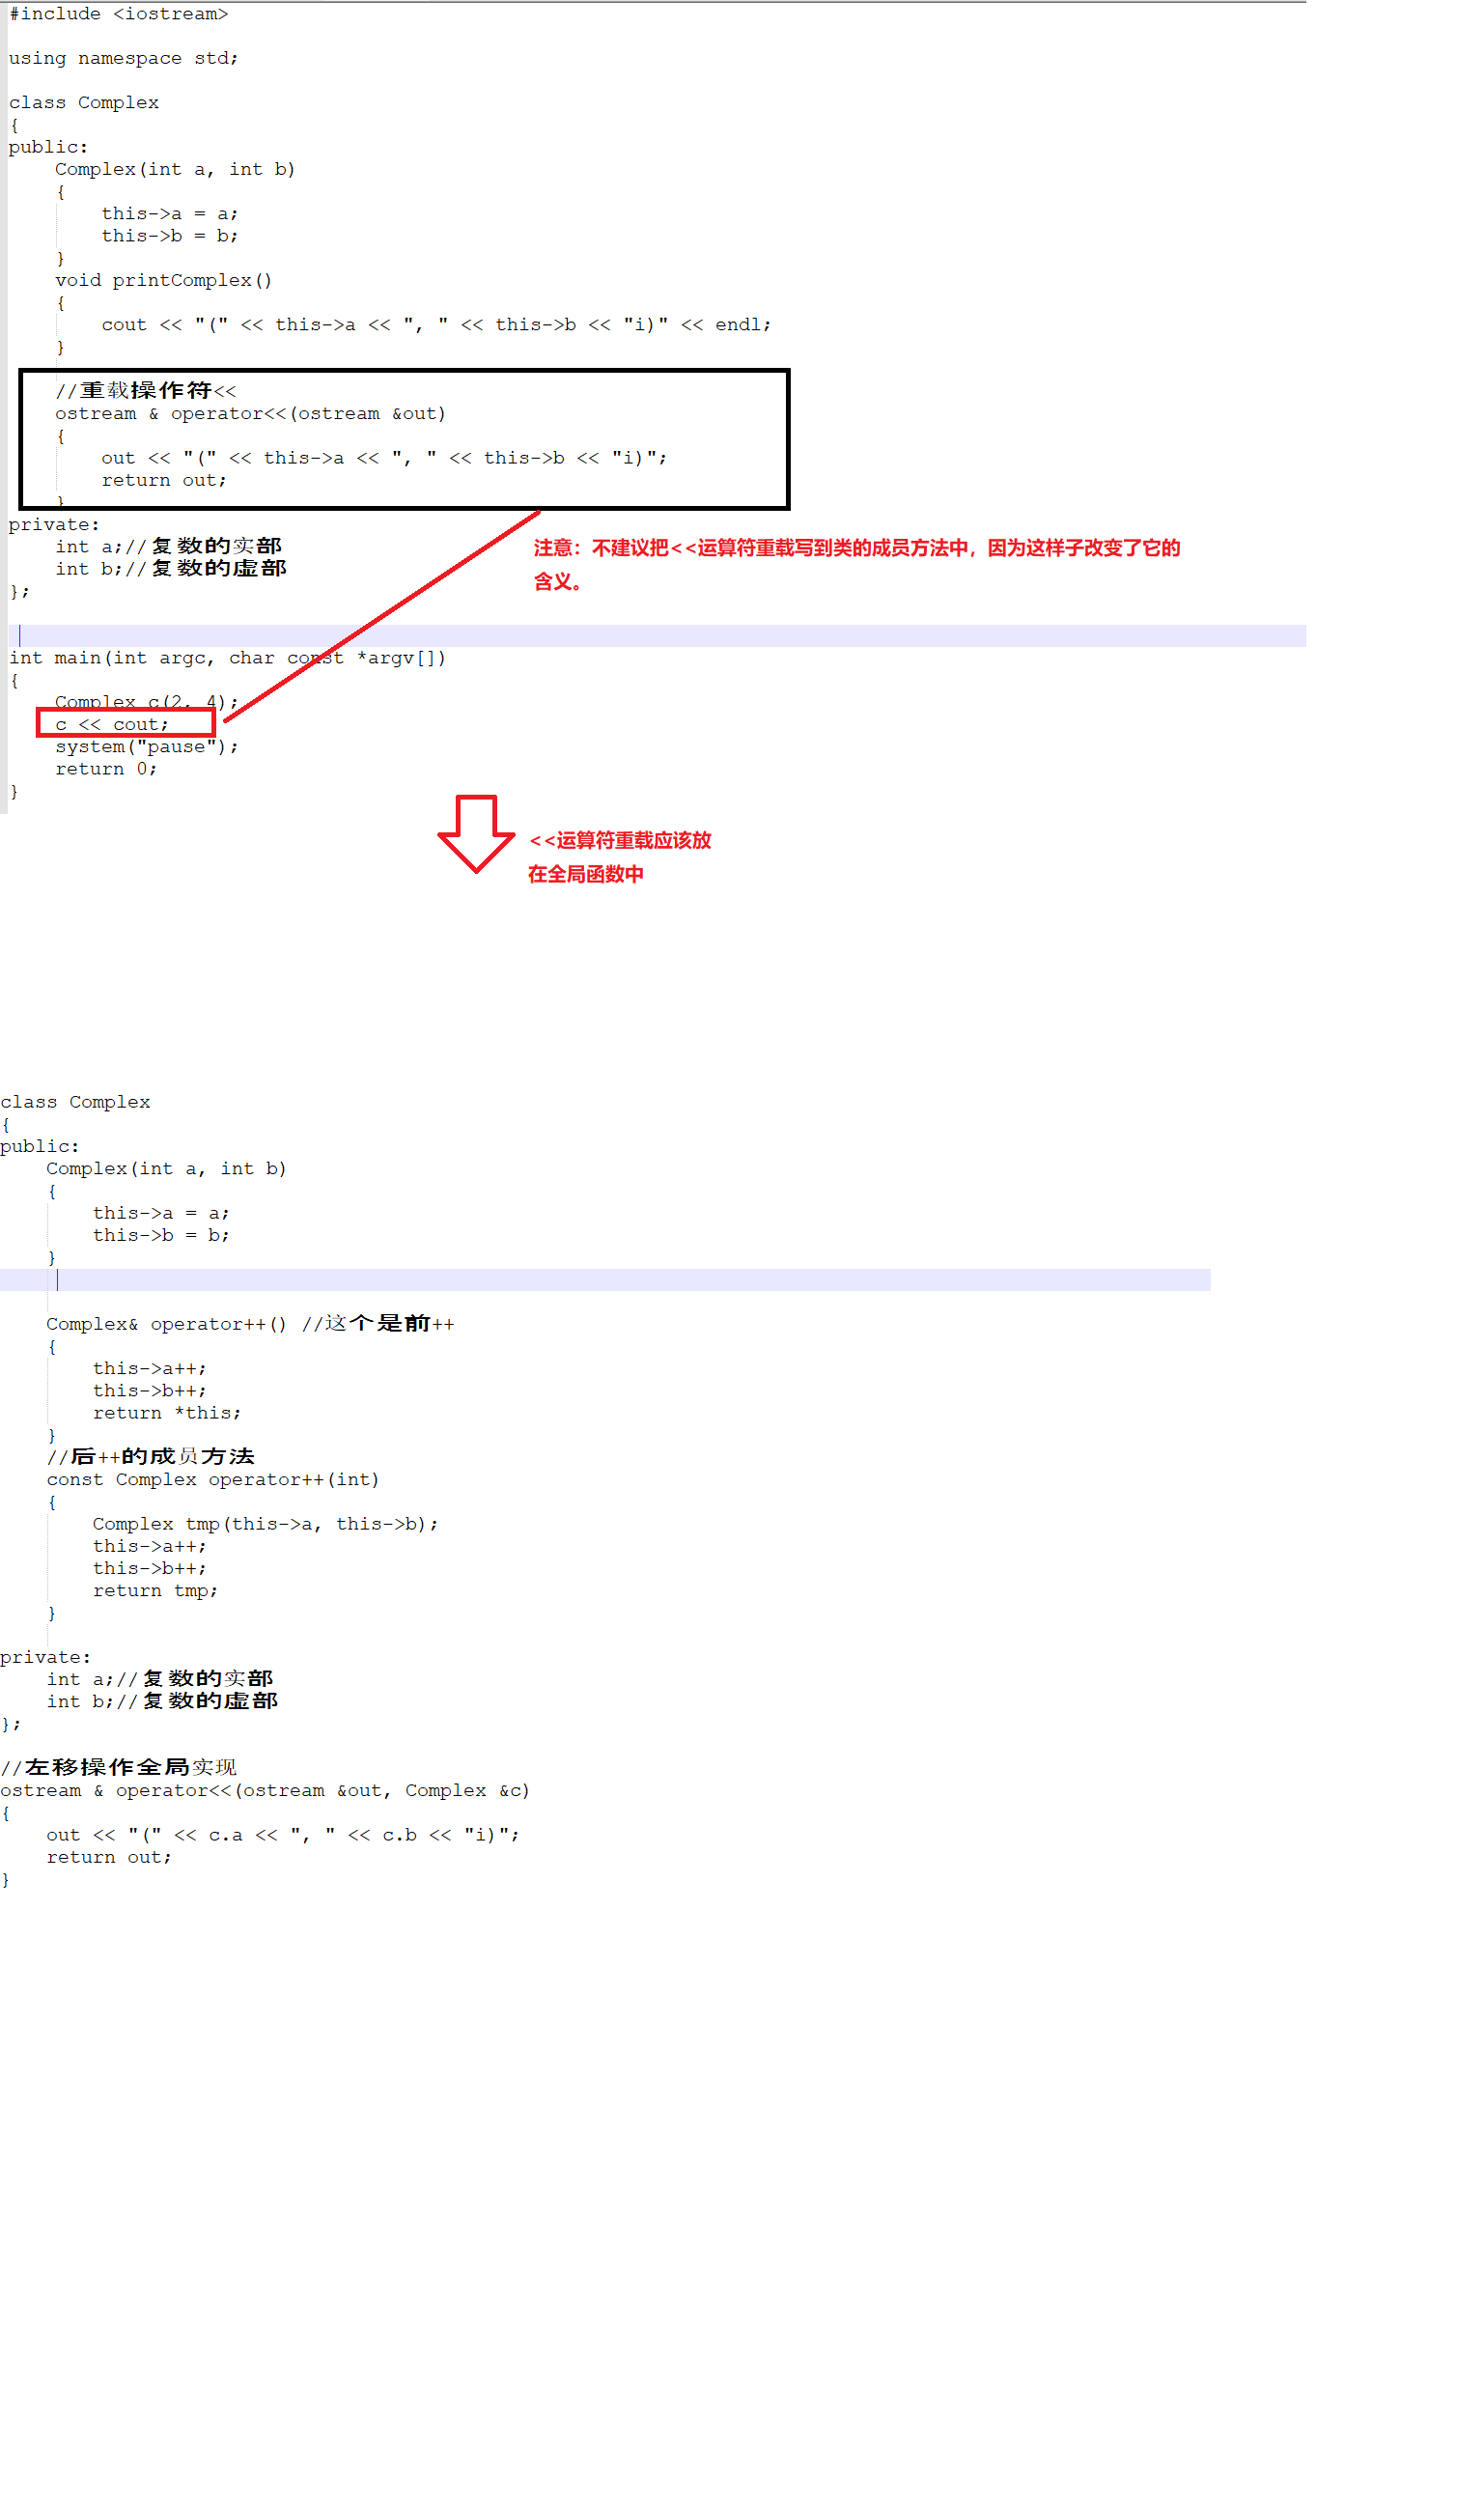 #include <iostream>
using namespace std;
class Complex
{
public:
    Complex(int a, int b)
    {
        this->a = a;
        this->b = b;
    }
    void printComplex()
    {
        cout << "(" << this->a << ", " << this->b << "i)" << endl;
    }
    //重载操作符<<
    ostream & operator<<(ostream &out)
    {
        out << "(" << this->a << ", " << this->b << "i)";
        return out;
    }
private:
    int a;//复数的实部
    int b;//复数的虚部
};
注意：不建议把<<运算符重载写到类的成员方法中，因为这样子改变了它的
含义。
int main(int argc, char const *argv[])
{
    Complex c(2, 4);
    c << cout;
    system("pause");
    return 0;
}
<<运算符重载应该放
在全局函数中
class Complex
{
public:
    Complex(int a, int b)
    {
        this->a = a;
        this->b = b;
    }
    Complex& operator++() //这个是前++
    {
        this->a++;
        this->b++;
        return *this;
    }
    //后++的成员方法
    const Complex operator++(int)
    {
        Complex tmp(this->a, this->b);
        this->a++;
        this->b++;
        return tmp;
    }
private:
    int a;//复数的实部
    int b;//复数的虚部
};
//左移操作全局实现
ostream & operator<<(ostream &out, Complex &c)
{
    out << "(" << c.a << ", " << c.b << "i)";
    return out;
}